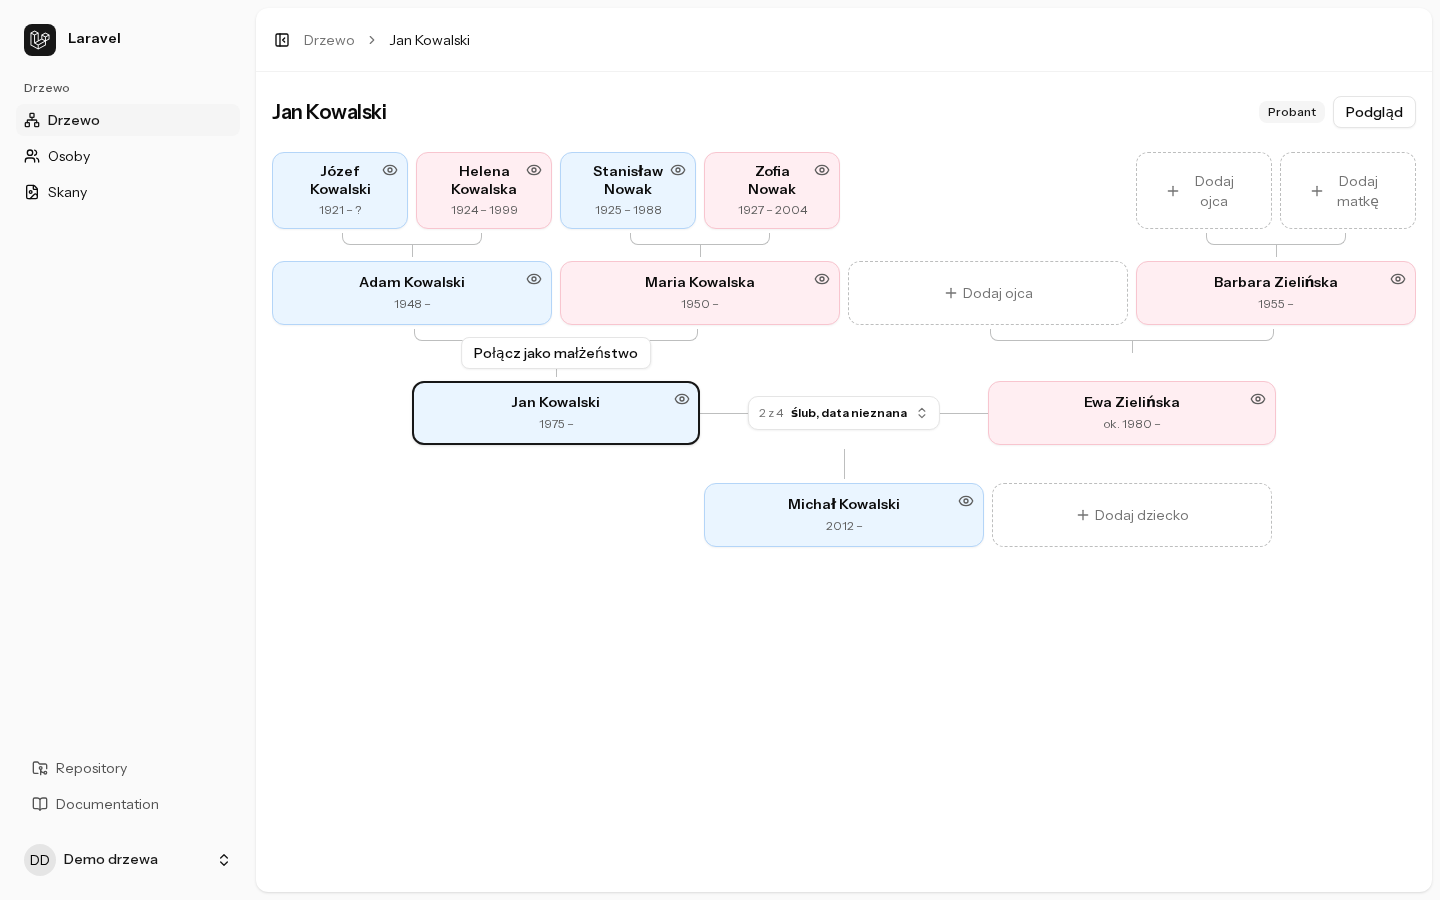 Laravel
Drzewo
Drzewo
Osoby
Skany
Repository
Documentation
DD
Demo drzewa
Drzewo
Jan Kowalski
Jan Kowalski
Probant
Podgląd
Józef
Kowalski
1921 – ?
Helena
Kowalska
1924 – 1999
Stanisław
Nowak
1925 – 1988
Zofia
Nowak
1927 – 2004
Dodaj
ojca
Dodaj
matkę
Adam Kowalski
1948 –
Maria Kowalska
1950 –
Dodaj ojca
Barbara Zielińska
1955 –
Połącz jako małżeństwo
Jan Kowalski
1975 –
2 z 4 ślub, data nieznana
Ewa Zielińska
ok. 1980 –
Michał Kowalski
2012 –
Dodaj dziecko